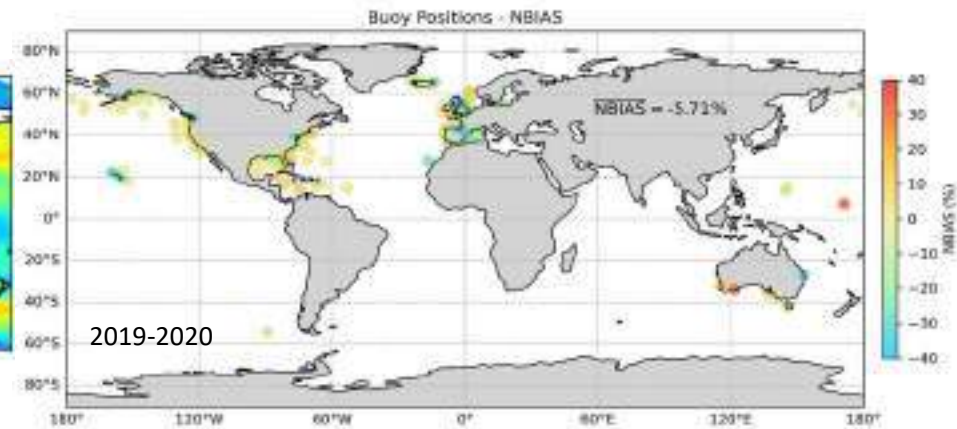 Buoy Positions - NBIAS
80°N
60°N
40°N
20°N
0°
20°S
40°S
60°S
80°S
NBIAS = -5.71%
2019-2020
180° 120°W 60°W 0° 60°E 120°E 180°
40
30
20
10
0
-10
-20
-30
-40
NBIAS (%)